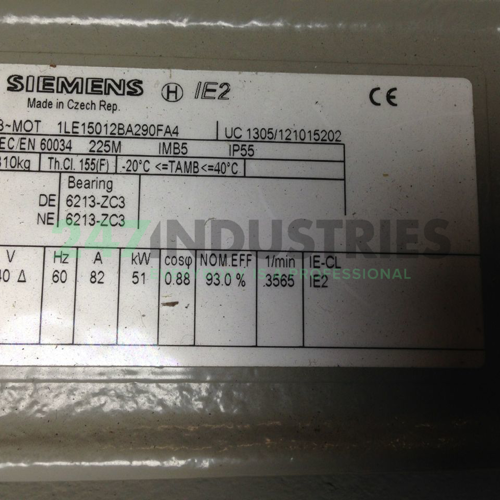 SIEMENS H IE2 CE
Made in Czech Rep.
3~MOT 1LE15012BA290FA4 UC 1305/121015202
EC/EN 60034 225M IMB5 IP55
310kg Th.Cl. 155(F) -20°C <=TAMB<=40°C
Bearing
DE 6213-ZC3
NE 6213-ZC3
247INDUSTRIES
V Hz A kW cosφ NOM.EFF 1/min IE-CL
40 Δ 60 82 51 0.88 93.0 % 3565 IE2
PROFESSIONAL